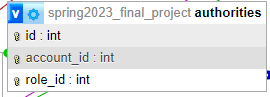 v spring2023_final_project authorities
id : int
account_id : int
role_id : int